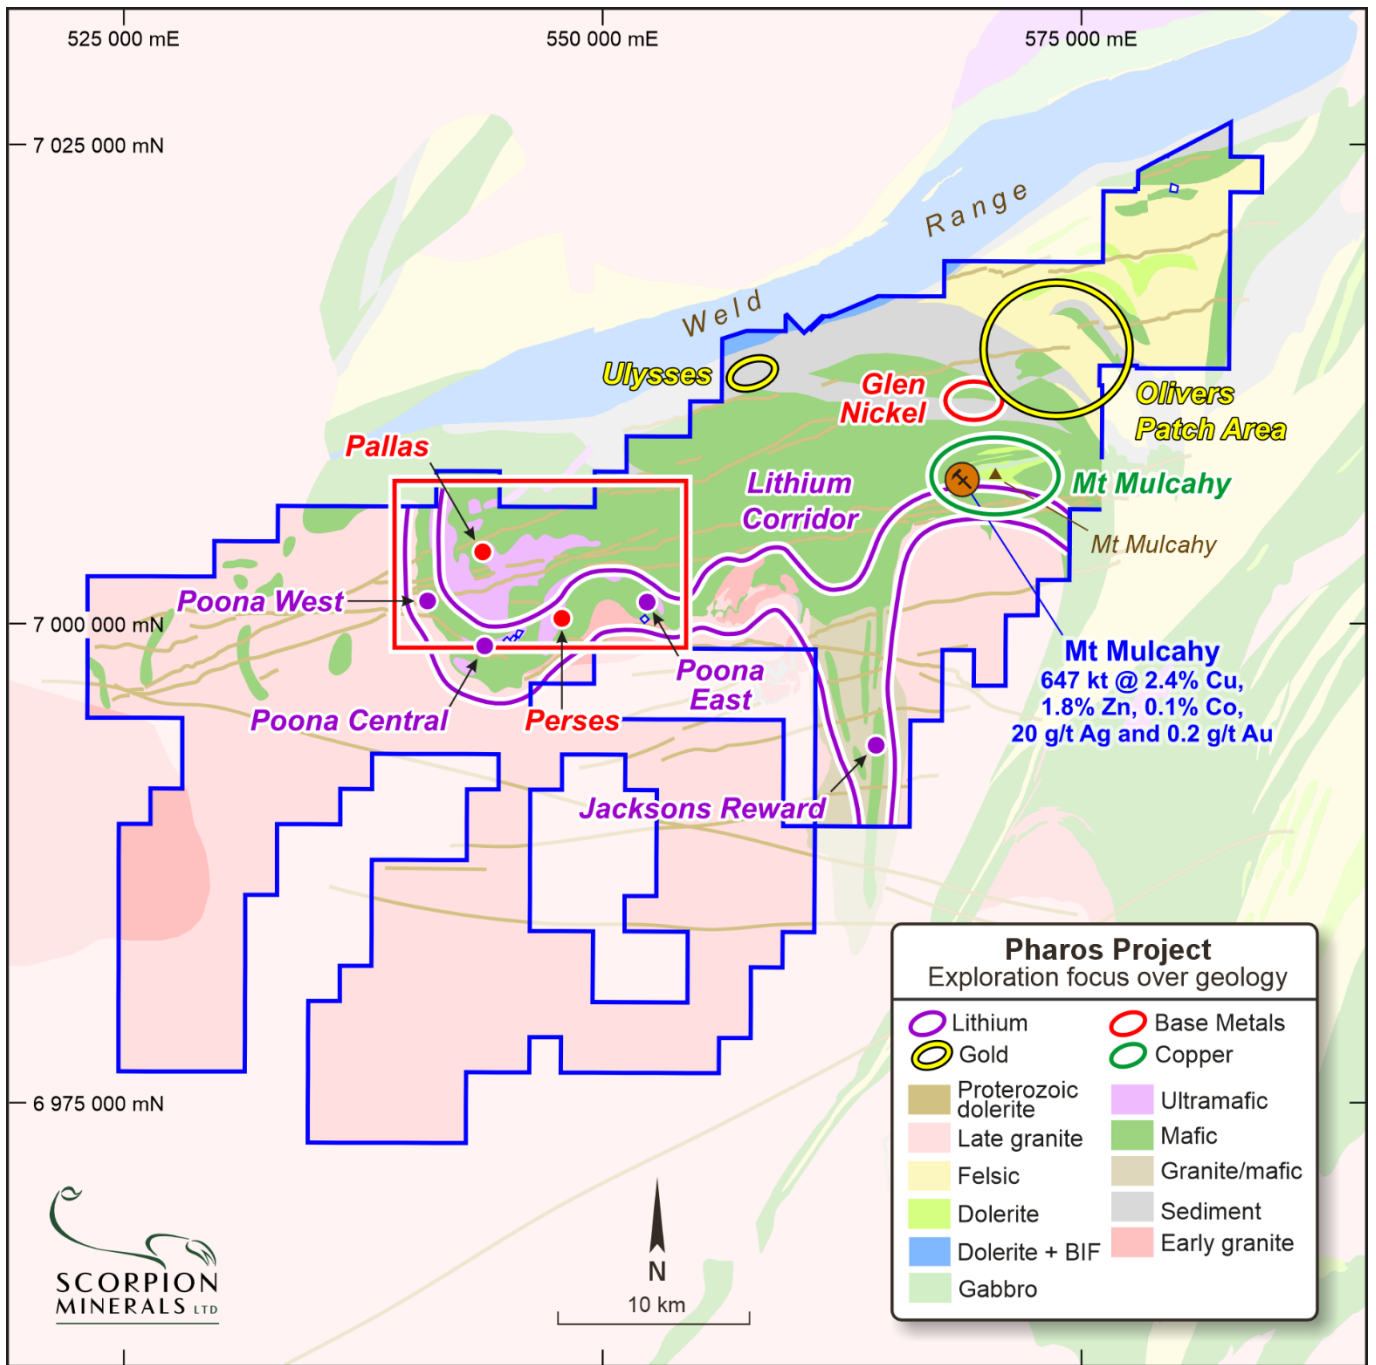 525 000 mE
550 000 mE
575 000 mE
7 025 000 mN
Weld Range
Ulysses
Glen
Nickel
Olivers
Patch Area
Pallas
Lithium
Corridor
Mt Mulcahy
Mt Mulcahy
Poona West
7 000 000 mN
Poona
East
Poona Central
Perses
Mt Mulcahy
647 kt @ 2.4% Cu,
1.8% Zn, 0.1% Co,
20 g/t Ag and 0.2 g/t Au
Jacksons Reward
6 975 000 mN
Pharos Project
Exploration focus over geology
Lithium
Base Metals
Gold
Copper
Proterozoic
dolerite
Ultramafic
Late granite
Mafic
Felsic
Granite/mafic
Dolerite
Sediment
Dolerite + BIF
Early granite
Gabbro
N
10 km
SCORPION
MINERALS LTD